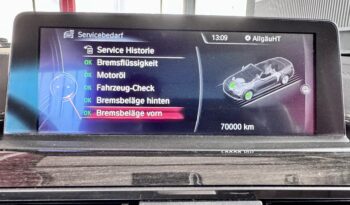 Servicebedarf
13:09
AllgäuHT
Service Historie
OK Bremsflüssigkeit
OK Motoröl
OK Fahrzeug-Check
OK Bremsbeläge hinten
OK Bremsbeläge vorn
70000 km